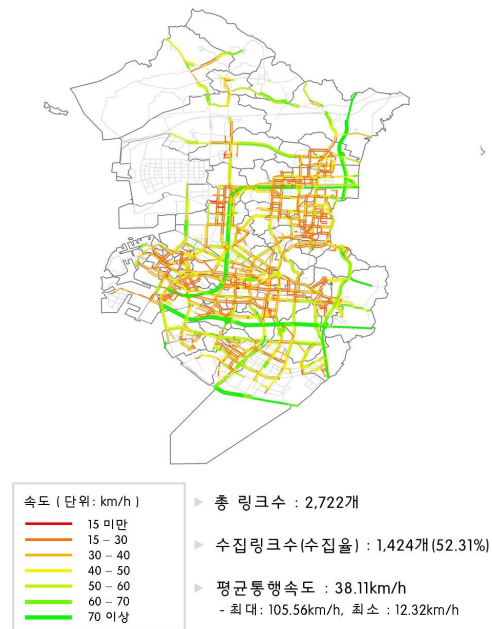 속도 ( 단위: km/h )
15 미만
15 – 30
30 – 40
40 – 50
50 – 60
60 – 70
70 이상
총 링크수 : 2,722개
수집링크수(수집율) : 1,424개(52.31%)
평균통행속도 : 38.11km/h
- 최대: 105.56km/h, 최소 : 12.32km/h